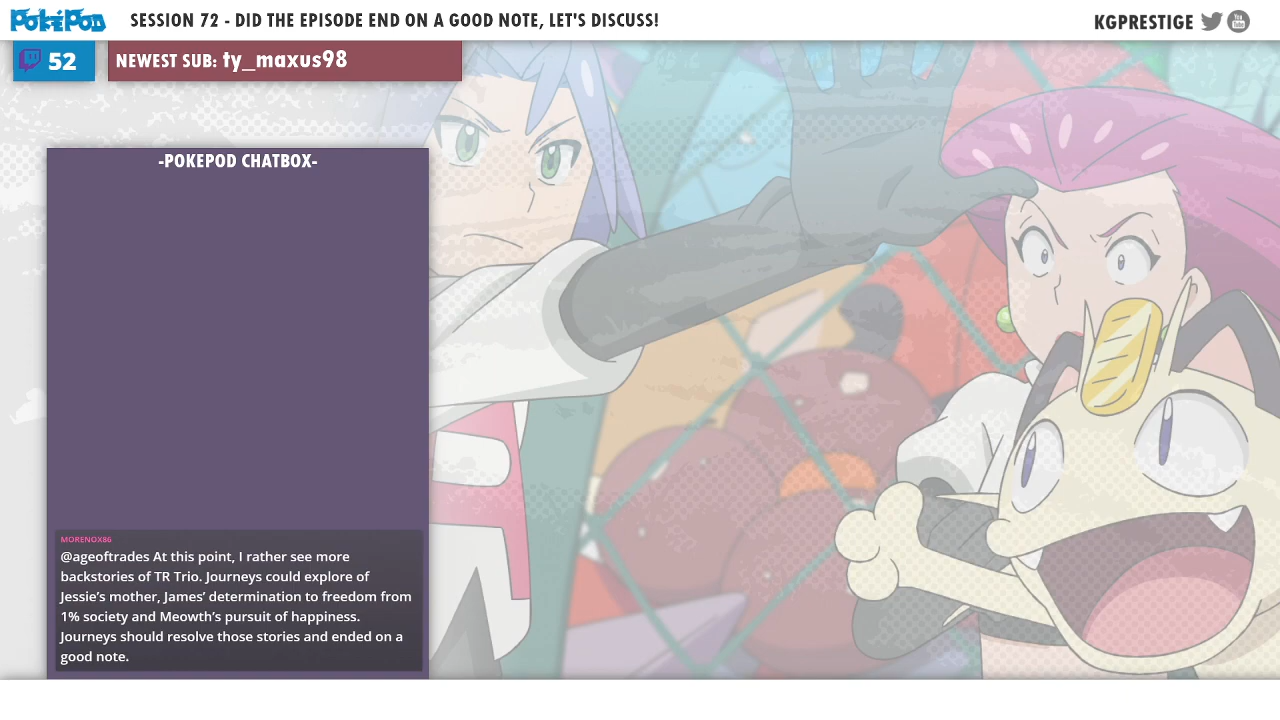 PoképoD
SESSION 72 - DID THE EPISODE END ON A GOOD NOTE, LET'S DISCUSS!
KGPRESTIGE
You Tube
52
NEWEST SUB: ty_maxus98
-POKEPOD CHATBOX-
MORENOX86
@ageoftrades At this point, I rather see more
backstories of TR Trio. Journeys could explore of
Jessie's mother, James' determination to freedom from
1% society and Meowth's pursuit of happiness.
Journeys should resolve those stories and ended on a
good note.